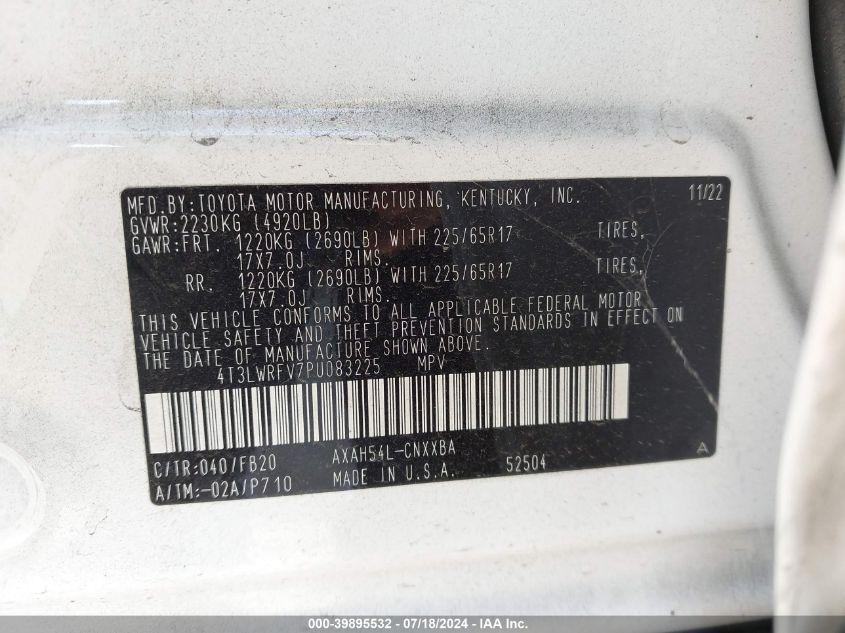 MFD.BY:TOYOTA MOTOR MANUFACTURING, KENTUCKY, INC. 11/22
GVWR:2230KG (4920LB)
GAWR:FRT. 1220KG (2690LB) WITH 225/65R17 TIRES,
17X7.0J RIMS.
RR. 1220KG (2690LB) WITH 225/65R17 TIRES,
17X7.0J RIMS.
THIS VEHICLE CONFORMS TO ALL APPLICABLE FEDERAL MOTOR
VEHICLE SAFETY AND THEFT PREVENTION STANDARDS IN EFFECT ON
THE DATE OF MANUFACTURE SHOWN ABOVE.
4T3LWRFV7PU083225 MPV
C/TR:040/FB20 AXAH54L-CNXXBA
A/TM:-02A/P710 MADE IN U.S.A. 52504 A
000-39895532 - 07/18/2024 - IAA Inc.